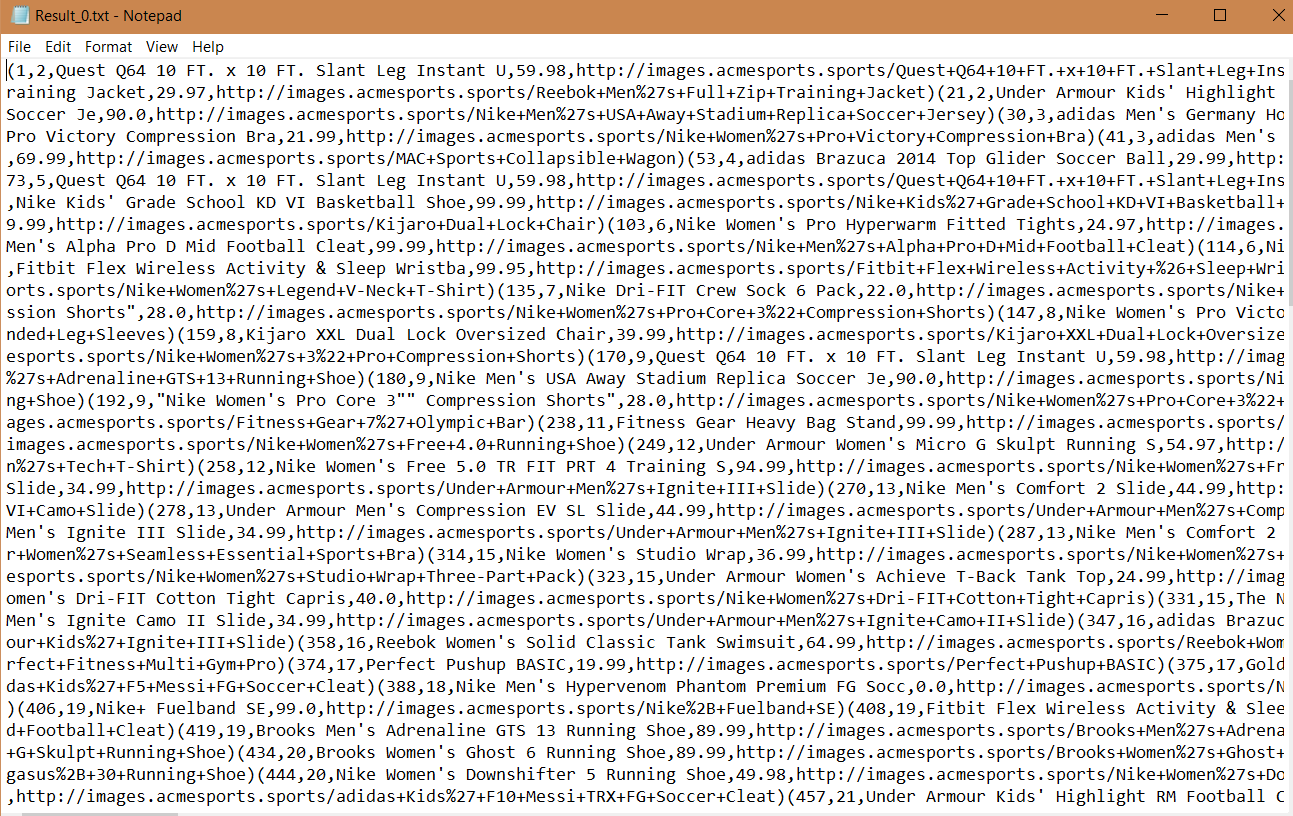 Result_0.txt - Notepad
File Edit Format View Help
(1,2,Quest Q64 10 FT. x 10 FT. Slant Leg Instant U,59.98,http://images.acmesports.sports/Quest+Q64+10+FT.+x+10+FT.+Slant+Leg+Ins
raining Jacket,29.97,http://images.acmesports.sports/Reebok+Men%27s+Full+Zip+Training+Jacket)(21,2,Under Armour Kids' Highlight
Soccer Je,90.0,http://images.acmesports.sports/Nike+Men%27s+USA+Away+Stadium+Replica+Soccer+Jersey)(30,3,adidas Men's Germany Ho
Pro Victory Compression Bra,21.99,http://images.acmesports.sports/Nike+Women%27s+Pro+Victory+Compression+Bra)(41,3,adidas Men's
,69.99,http://images.acmesports.sports/MAC+Sports+Collapsible+Wagon)(53,4,adidas Brazuca 2014 Top Glider Soccer Ball,29.99,http:
73,5,Quest Q64 10 FT. x 10 FT. Slant Leg Instant U,59.98,http://images.acmesports.sports/Quest+Q64+10+FT.+x+10+FT.+Slant+Leg+Ins
,Nike Kids' Grade School KD VI Basketball Shoe,99.99,http://images.acmesports.sports/Nike+Kids%27+Grade+School+KD+VI+Basketball+
9.99,http://images.acmesports.sports/Kijaro+Dual+Lock+Chair)(103,6,Nike Women's Pro Hyperwarm Fitted Tights,24.97,http://images.
Men's Alpha Pro D Mid Football Cleat,99.99,http://images.acmesports.sports/Nike+Men%27s+Alpha+Pro+D+Mid+Football+Cleat)(114,6,Ni
,Fitbit Flex Wireless Activity & Sleep Wristba,99.95,http://images.acmesports.sports/Fitbit+Flex+Wireless+Activity+%26+Sleep+Wri
orts.sports/Nike+Women%27s+Legend+V-Neck+T-Shirt)(135,7,Nike Dri-FIT Crew Sock 6 Pack,22.0,http://images.acmesports.sports/Nike+
ssion Shorts",28.0,http://images.acmesports.sports/Nike+Women%27s+Pro+Core+3%22+Compression+Shorts)(147,8,Nike Women's Pro Victo
nded+Leg+Sleeves)(159,8,Kijaro XXL Dual Lock Oversized Chair,39.99,http://images.acmesports.sports/Kijaro+XXL+Dual+Lock+Oversize
esports.sports/Nike+Women%27s+3%22+Pro+Compression+Shorts)(170,9,Quest Q64 10 FT. x 10 FT. Slant Leg Instant U,59.98,http://imag
%27s+Adrenaline+GTS+13+Running+Shoe)(180,9,Nike Men's USA Away Stadium Replica Soccer Je,90.0,http://images.acmesports.sports/Ni
ng+Shoe)(192,9,"Nike Women's Pro Core 3"" Compression Shorts",28.0,http://images.acmesports.sports/Nike+Women%27s+Pro+Core+3%22+
ages.acmesports.sports/Fitness+Gear+7%27+Olympic+Bar)(238,11,Fitness Gear Heavy Bag Stand,99.99,http://images.acmesports.sports/
images.acmesports.sports/Nike+Women%27s+Free+4.0+Running+Shoe)(249,12,Under Armour Women's Micro G Skulpt Running S,54.97,http:/
n%27s+Tech+T-Shirt)(258,12,Nike Women's Free 5.0 TR FIT PRT 4 Training S,94.99,http://images.acmesports.sports/Nike+Women%27s+Fr
Slide,34.99,http://images.acmesports.sports/Under+Armour+Men%27s+Ignite+III+Slide)(270,13,Nike Men's Comfort 2 Slide,44.99,http:
VI+Camo+Slide)(278,13,Under Armour Men's Compression EV SL Slide,44.99,http://images.acmesports.sports/Under+Armour+Men%27s+Comp
Men's Ignite III Slide,34.99,http://images.acmesports.sports/Under+Armour+Men%27s+Ignite+III+Slide)(287,13,Nike Men's Comfort 2
r+Women%27s+Seamless+Essential+Sports+Bra)(314,15,Nike Women's Studio Wrap,36.99,http://images.acmesports.sports/Nike+Women%27s+
esports.sports/Nike+Women%27s+Studio+Wrap+Three-Part+Pack)(323,15,Under Armour Women's Achieve T-Back Tank Top,24.99,http://imag
omen's Dri-FIT Cotton Tight Capris,40.0,http://images.acmesports.sports/Nike+Women%27s+Dri-FIT+Cotton+Tight+Capris)(331,15,The N
Men's Ignite Camo II Slide,34.99,http://images.acmesports.sports/Under+Armour+Men%27s+Ignite+Camo+II+Slide)(347,16,adidas Brazuc
our+Kids%27+Ignite+III+Slide)(358,16,Reebok Women's Solid Classic Tank Swimsuit,64.99,http://images.acmesports.sports/Reebok+Wom
rfect+Fitness+Multi+Gym+Pro)(374,17,Perfect Pushup BASIC,19.99,http://images.acmesports.sports/Perfect+Pushup+BASIC)(375,17,Gold
das+Kids%27+F5+Messi+FG+Soccer+Cleat)(388,18,Nike Men's Hypervenom Phantom Premium FG Socc,0.0,http://images.acmesports.sports/N
)(406,19,Nike+ Fuelband SE,99.0,http://images.acmesports.sports/Nike%2B+Fuelband+SE)(408,19,Fitbit Flex Wireless Activity & Slee
d+Football+Cleat)(419,19,Brooks Men's Adrenaline GTS 13 Running Shoe,89.99,http://images.acmesports.sports/Brooks+Men%27s+Adrena
+G+Skulpt+Running+Shoe)(434,20,Brooks Women's Ghost 6 Running Shoe,89.99,http://images.acmesports.sports/Brooks+Women%27s+Ghost+
gasus%2B+30+Running+Shoe)(444,20,Nike Women's Downshifter 5 Running Shoe,49.98,http://images.acmesports.sports/Nike+Women%27s+Do
,http://images.acmesports.sports/adidas+Kids%27+F10+Messi+TRX+FG+Soccer+Cleat)(457,21,Under Armour Kids' Highlight RM Football C